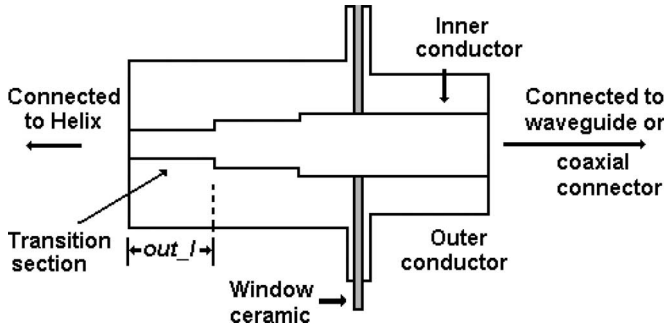 Inner
conductor
Connected
to Helix
Connected to
waveguide or
coaxial
connector
Transition
section
out_l
Outer
conductor
Window
ceramic